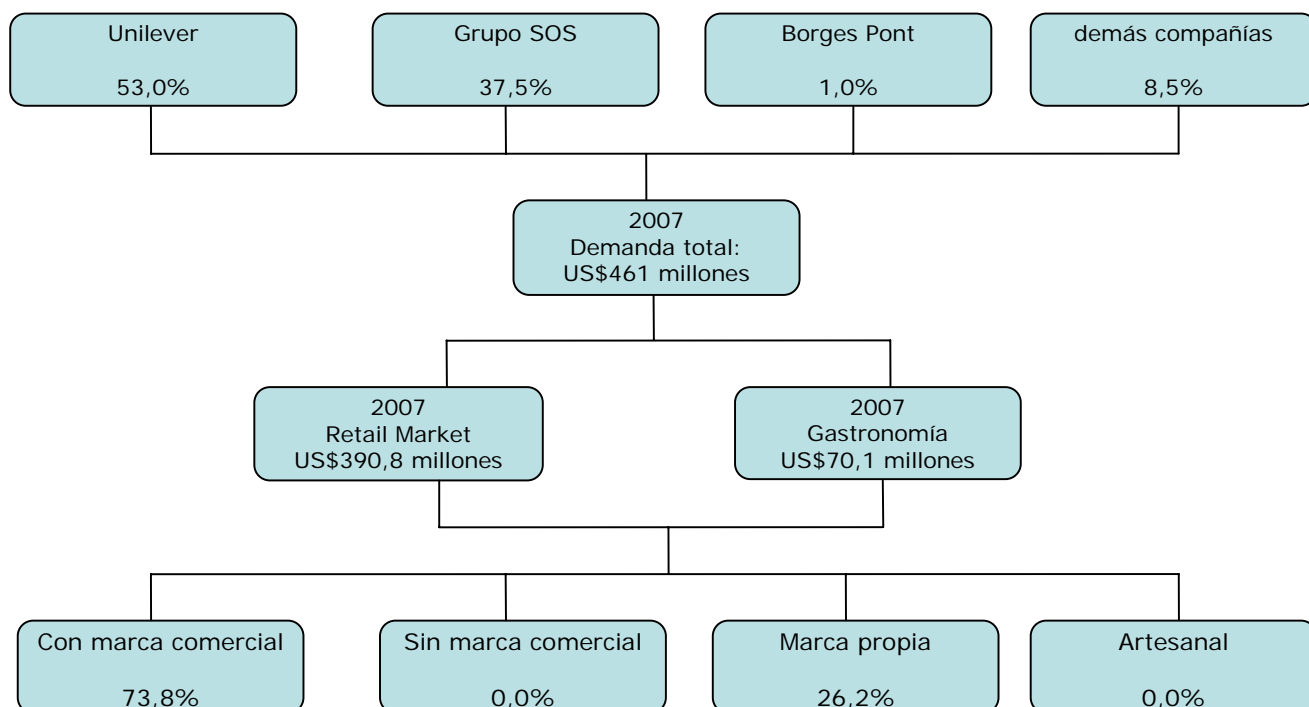 Unilever
53,0%
Grupo SOS
37,5%
Borges Pont
1,0%
demás compañías
8,5%
2007
Demanda total:
US$461 millones
2007
Retail Market
US$390,8 millones
2007
Gastronomía
US$70,1 millones
Con marca comercial
73,8%
Sin marca comercial
0,0%
Marca propia
26,2%
Artesanal
0,0%